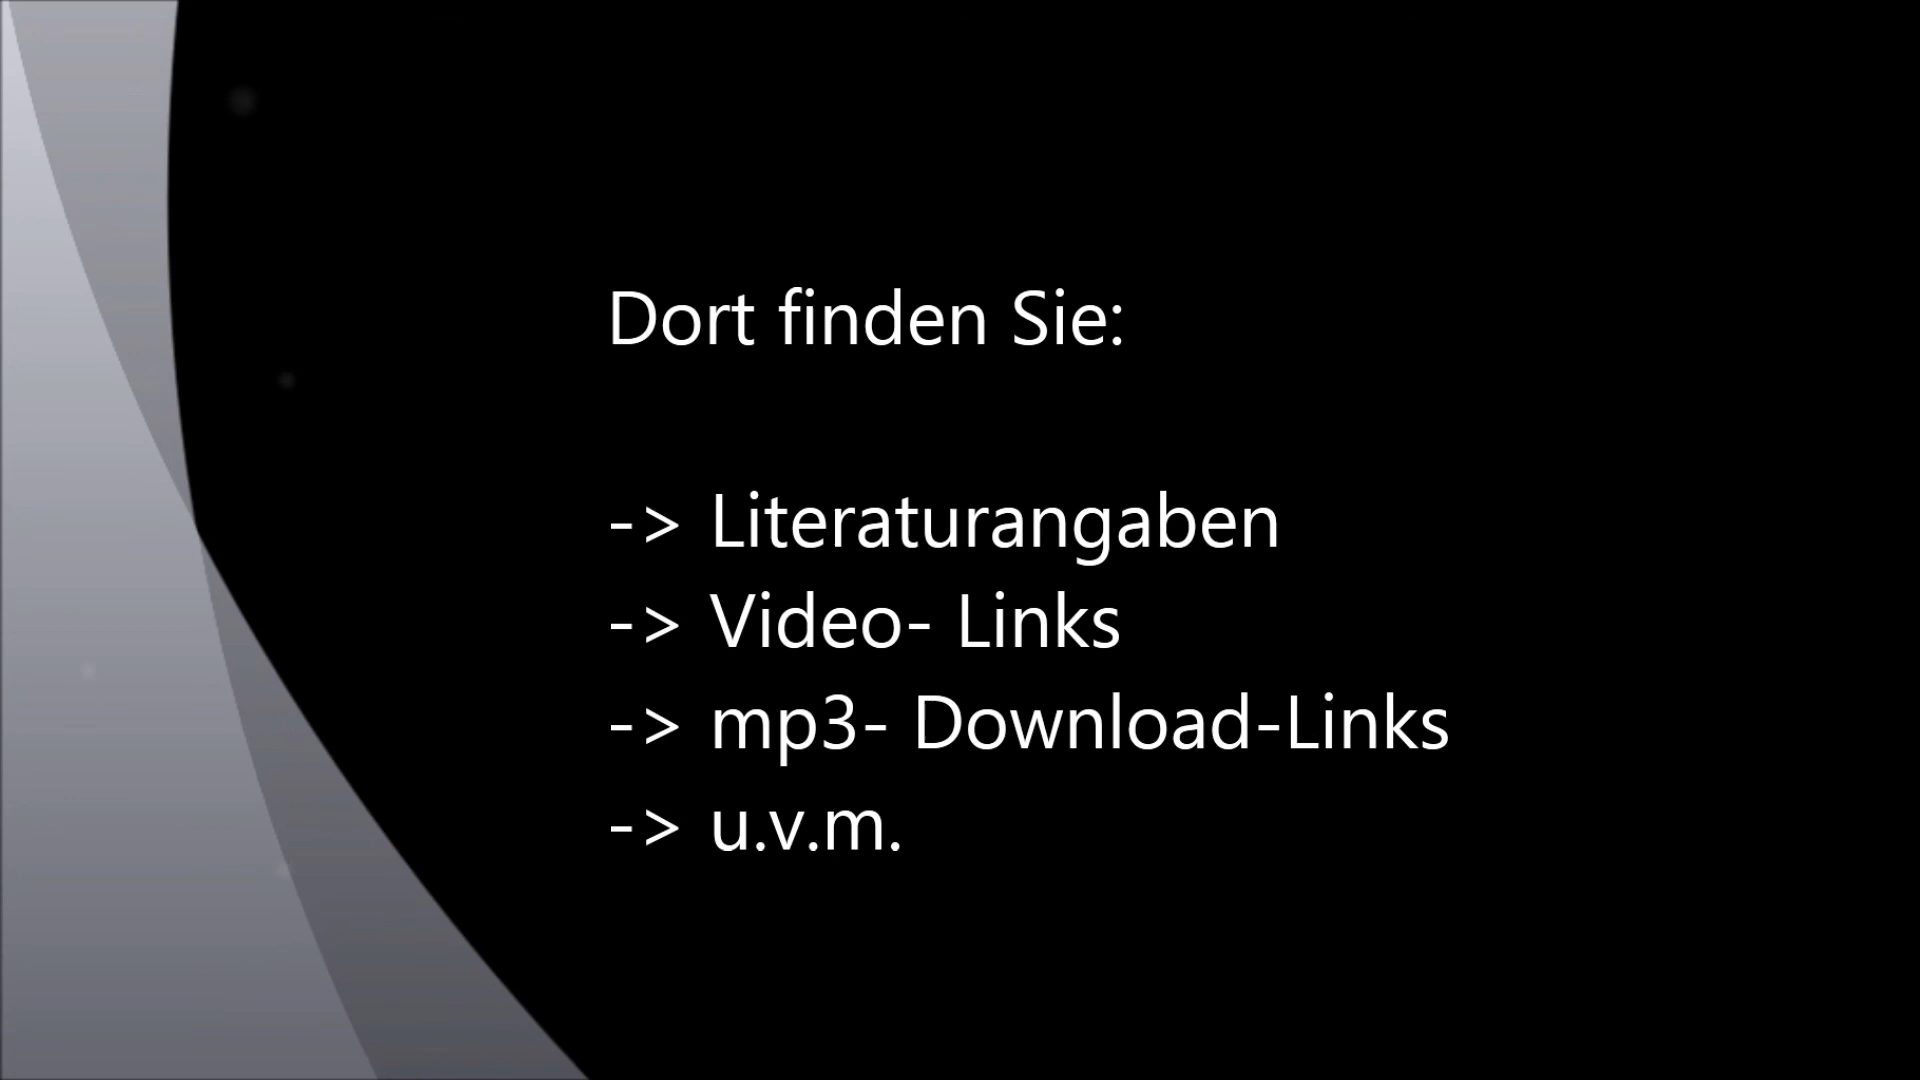 Dort finden Sie:
-> Literaturangaben
-> Video- Links
-> mp3- Download-Links
-> u.v.m.